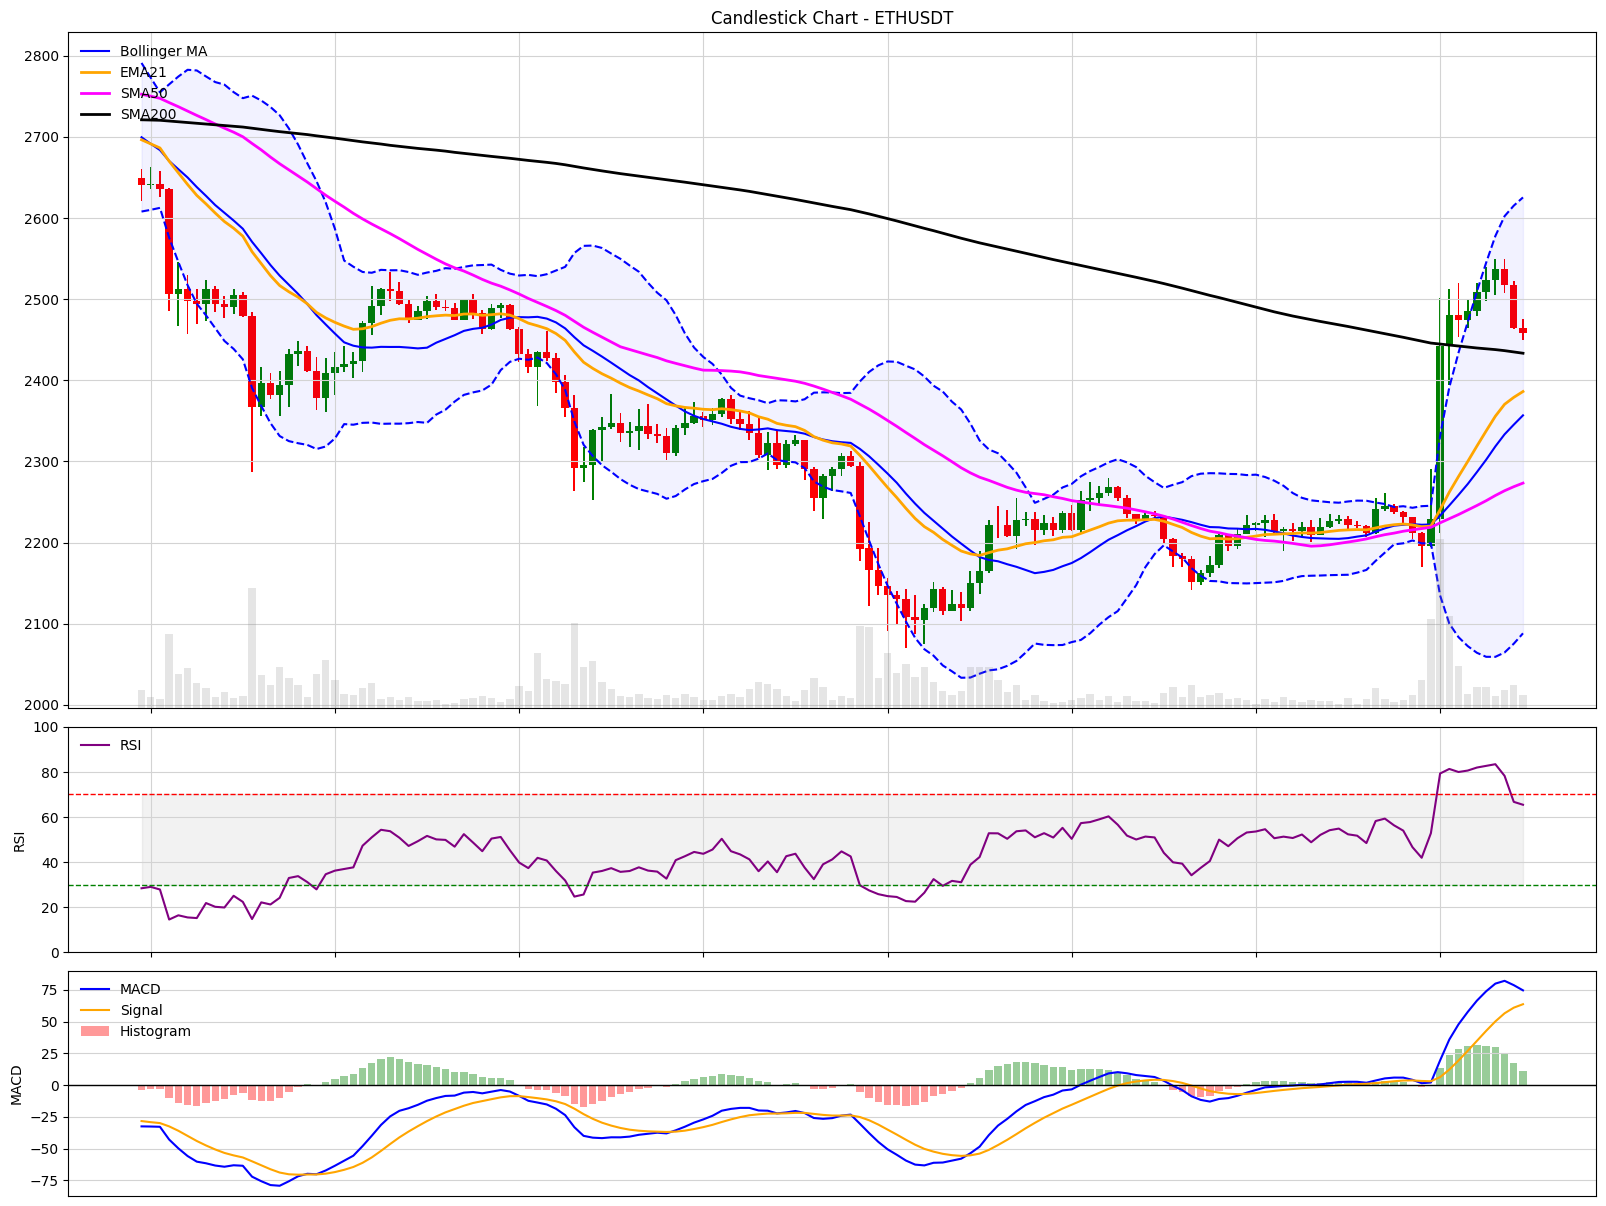 Candlestick Chart - ETHUSDT
Bollinger MA
EMA21
SMA50
SMA200
2800
2700
2600
2500
2400
2300
2200
2100
2000
RSI
RSI
100
80
60
40
20
0
MACD
Signal
Histogram
MACD
75
50
25
0
−25
−50
−75